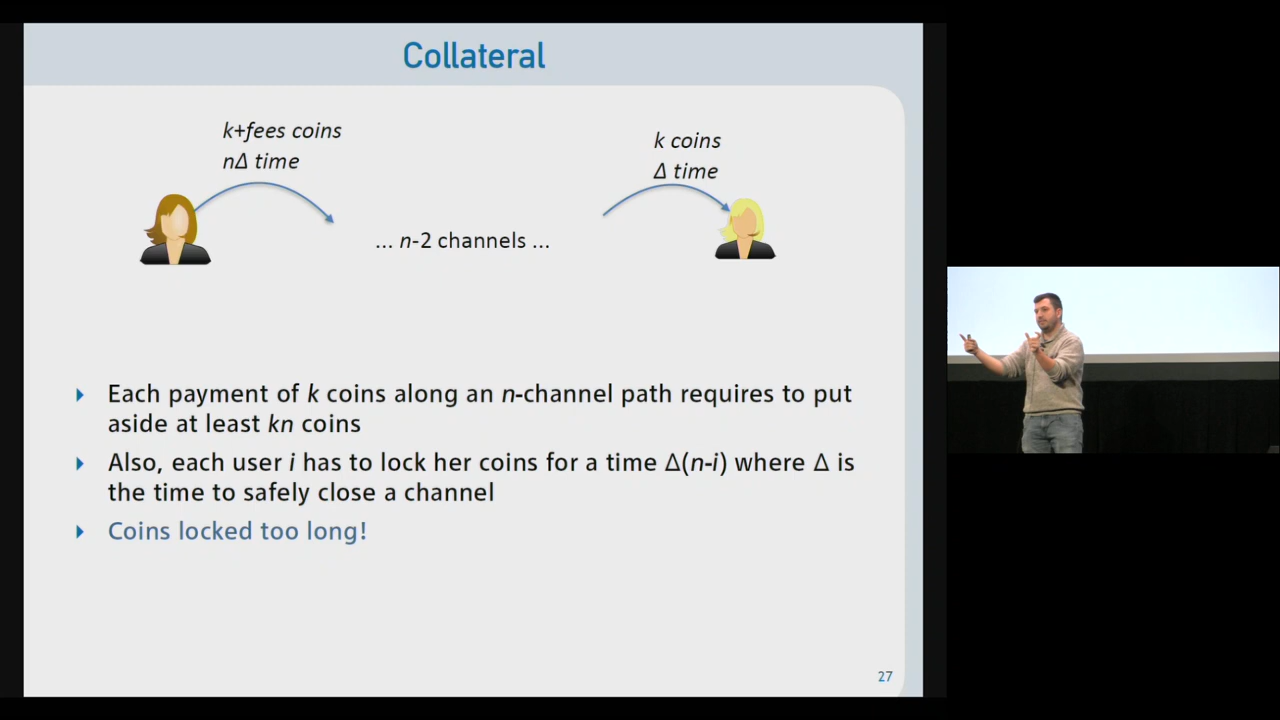 Collateral
k+fees coins
nΔ time
k coins
Δ time
... n-2 channels ...
Each payment of k coins along an n-channel path requires to put
aside at least kn coins
Also, each user i has to lock her coins for a time Δ(n-i) where Δ is
the time to safely close a channel
Coins locked too long!
27